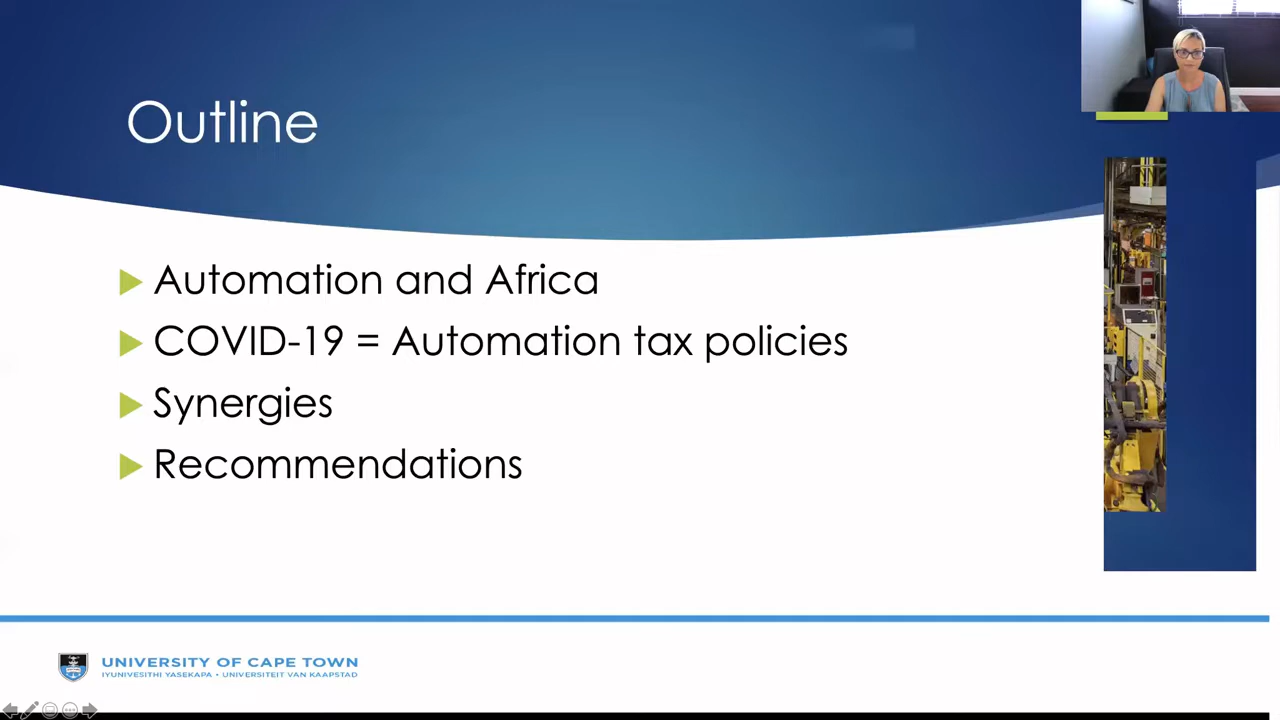 Outline
Automation and Africa
COVID-19 = Automation tax policies
Synergies
Recommendations
UNIVERSITY OF CAPE TOWN
IYUNIVESITHI YASEKAPA • UNIVERSITEIT VAN KAAPSTAD